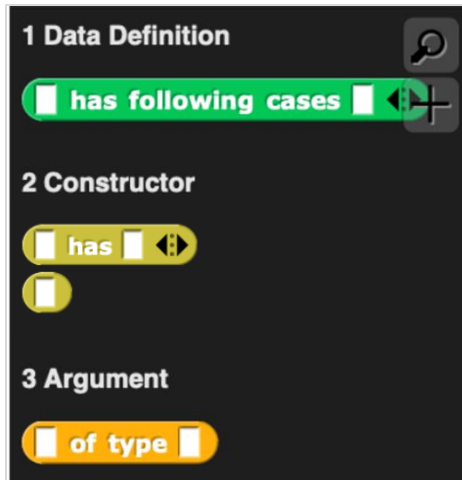 1 Data Definition
has following cases
2 Constructor
has
3 Argument
of type